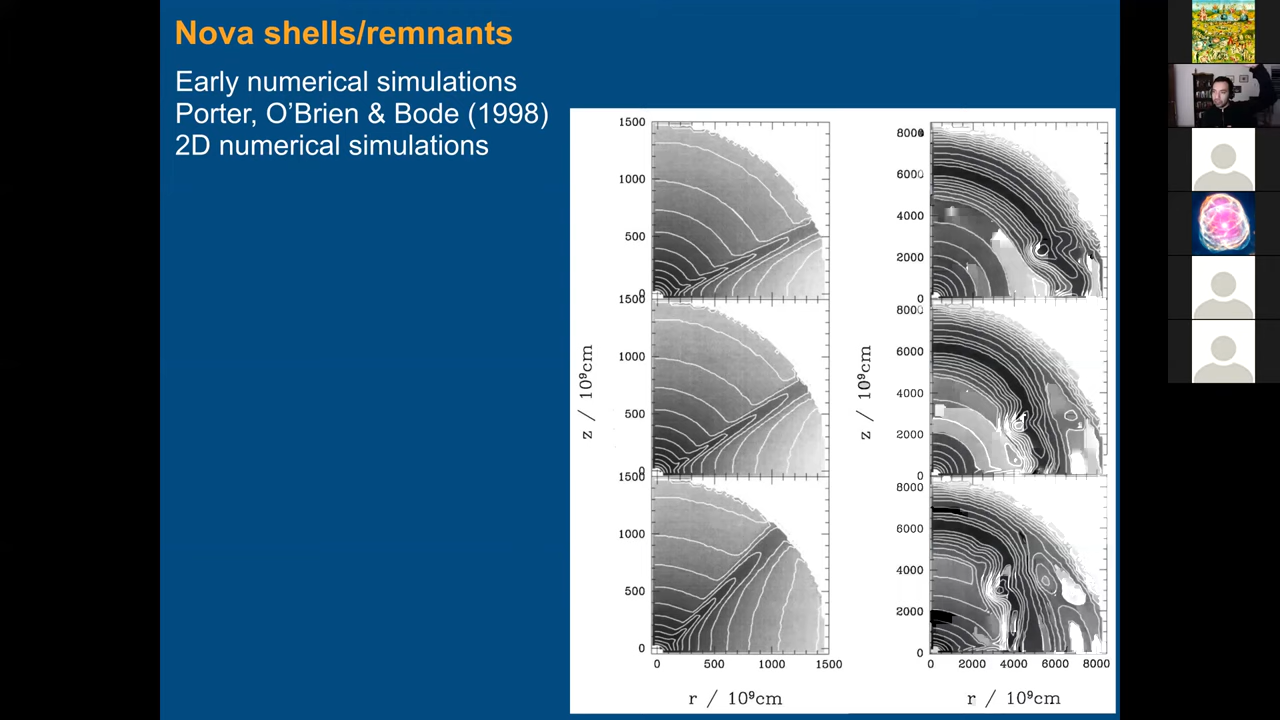 Nova shells/remnants
Early numerical simulations
Porter, O'Brien & Bode (1998)
2D numerical simulations
1500
1000
500
0
1500
1000
500
0
1500
1000
500
0
z / 10⁹cm
0 500 1000 1500
r / 10⁹cm
8000
6000
4000
2000
0
8000
6000
4000
2000
0
8000
6000
4000
2000
0
z / 10⁹cm
0 2000 4000 6000 8000
r / 10⁹cm